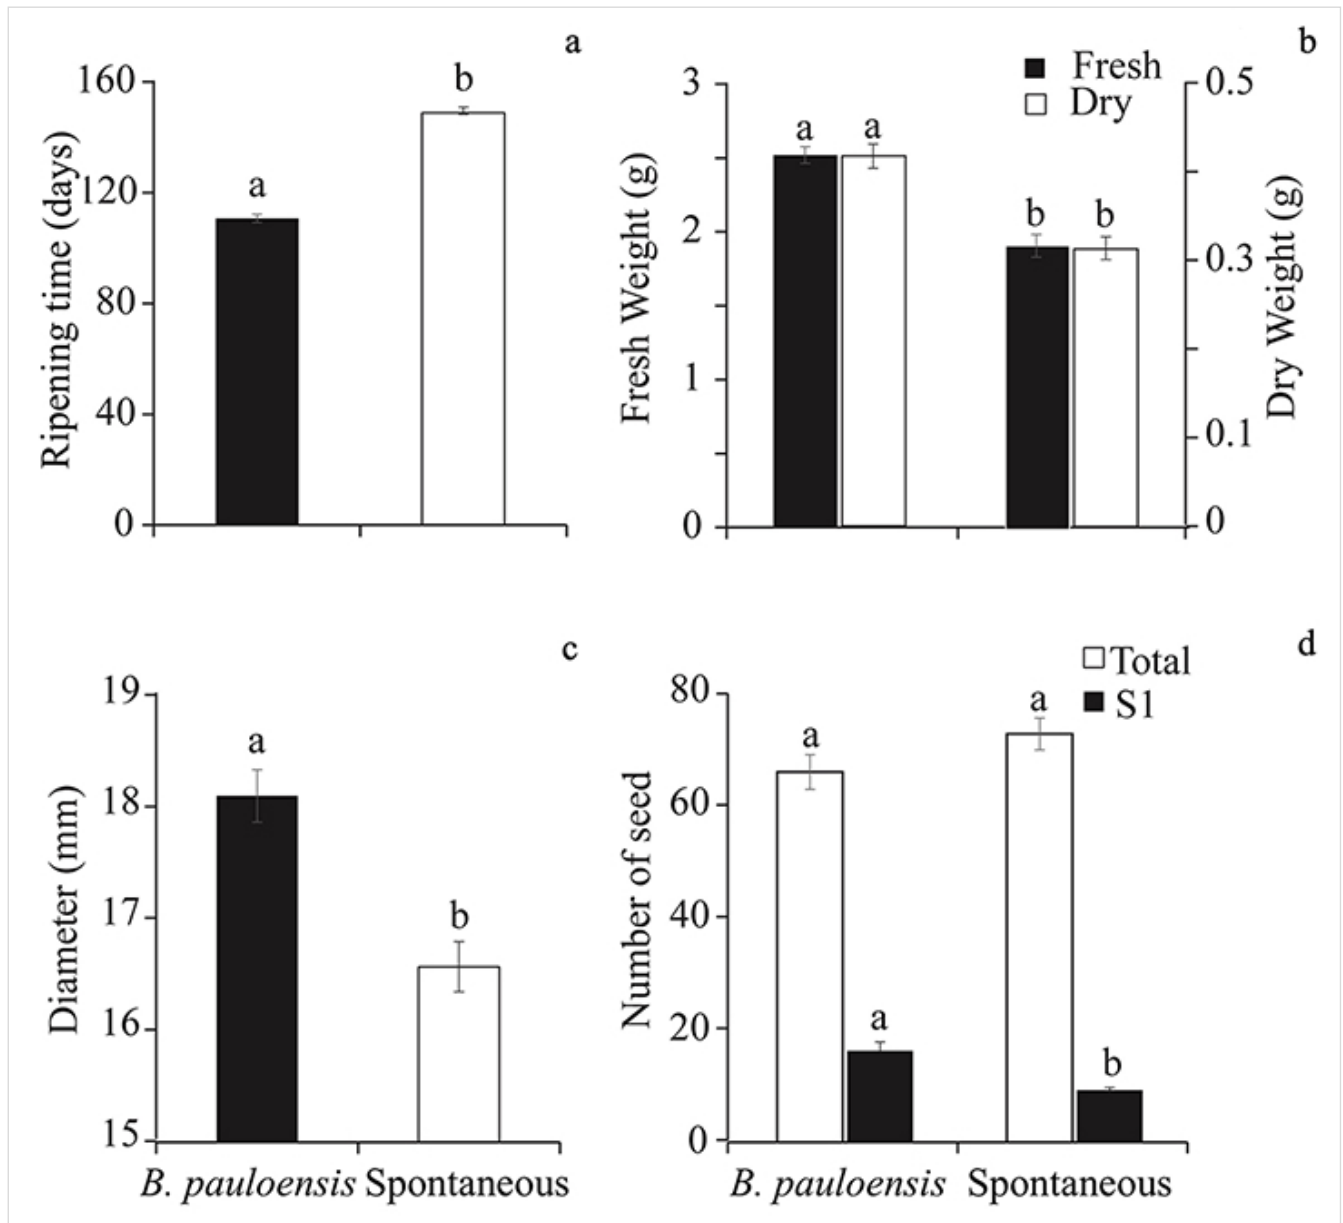 a
160
120
80
40
0
Ripening time (days)
a
b
b
Fresh
Dry
3
2
1
0
Fresh Weight (g)
a
a
b
b
0.5
0.3
0.1
0
Dry Weight (g)
c
19
18
17
16
15
Diameter (mm)
a
b
B. pauloensis Spontaneous
d
Total
S1
80
60
40
20
0
Number of seed
a
a
a
b
B. pauloensis Spontaneous